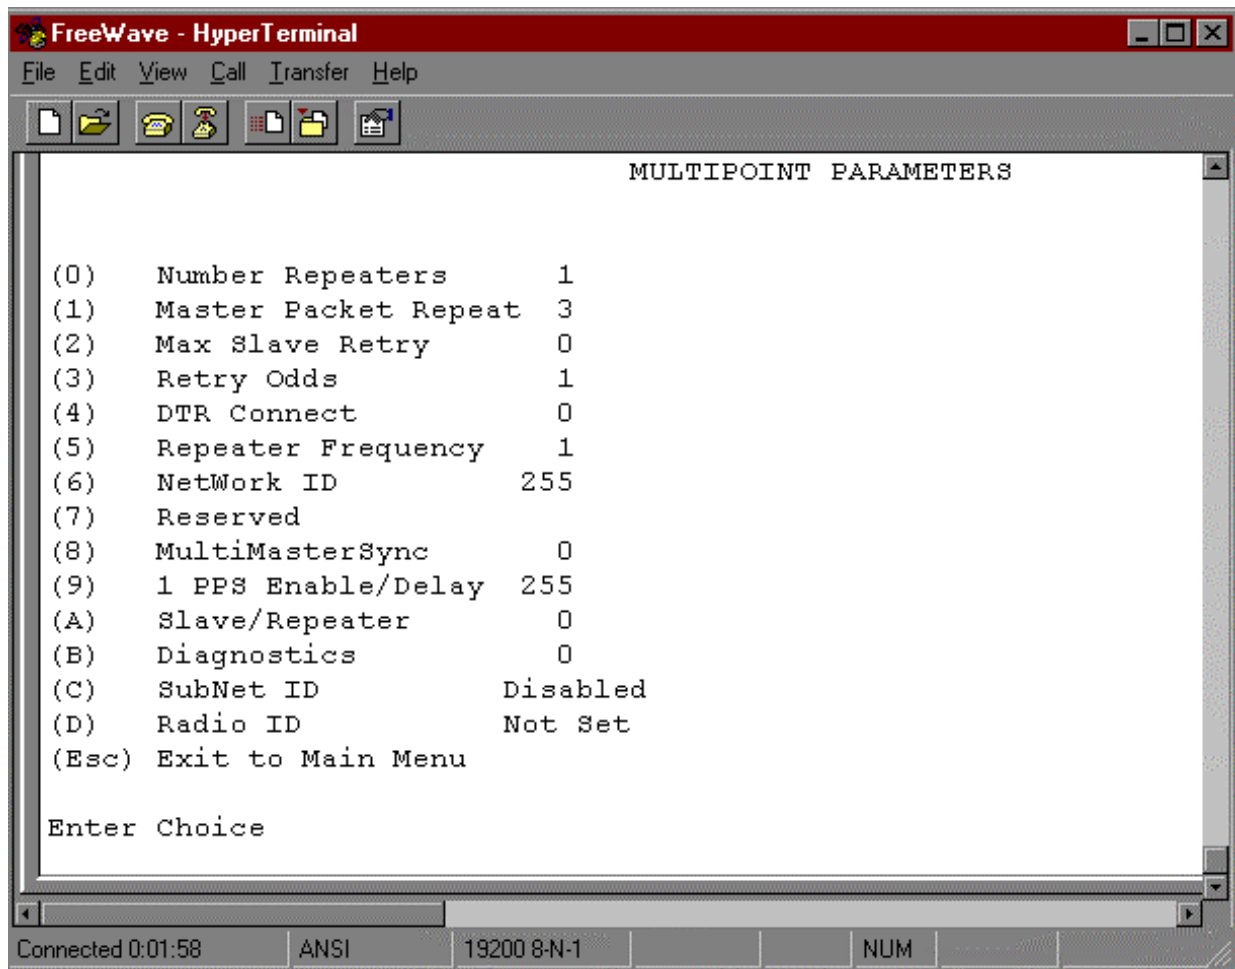 FreeWave - HyperTerminal
File Edit View Call Transfer Help
MULTIPOINT PARAMETERS
(0) Number Repeaters 1
(1) Master Packet Repeat 3
(2) Max Slave Retry 0
(3) Retry Odds 1
(4) DTR Connect 0
(5) Repeater Frequency 1
(6) NetWork ID 255
(7) Reserved
(8) MultiMasterSync 0
(9) 1 PPS Enable/Delay 255
(A) Slave/Repeater 0
(B) Diagnostics 0
(C) SubNet ID Disabled
(D) Radio ID Not Set
(Esc) Exit to Main Menu
Enter Choice
Connected 0:01:58 ANSI 19200 8-N-1 NUM